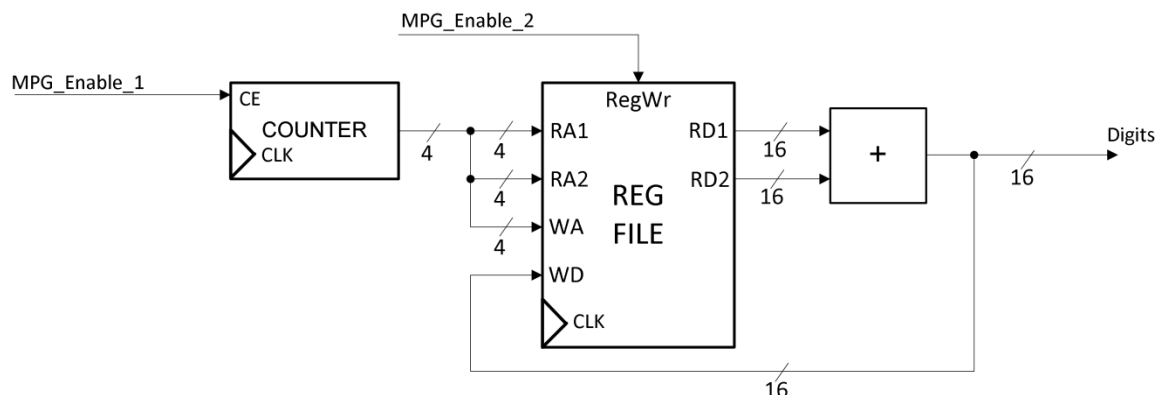 MPG_Enable_2
MPG_Enable_1
CE
COUNTER
CLK
4
4
4
4
RegWr
RA1
RA2
WA
WD
REG
FILE
CLK
RD1
RD2
16
16
+
Digits
16
16